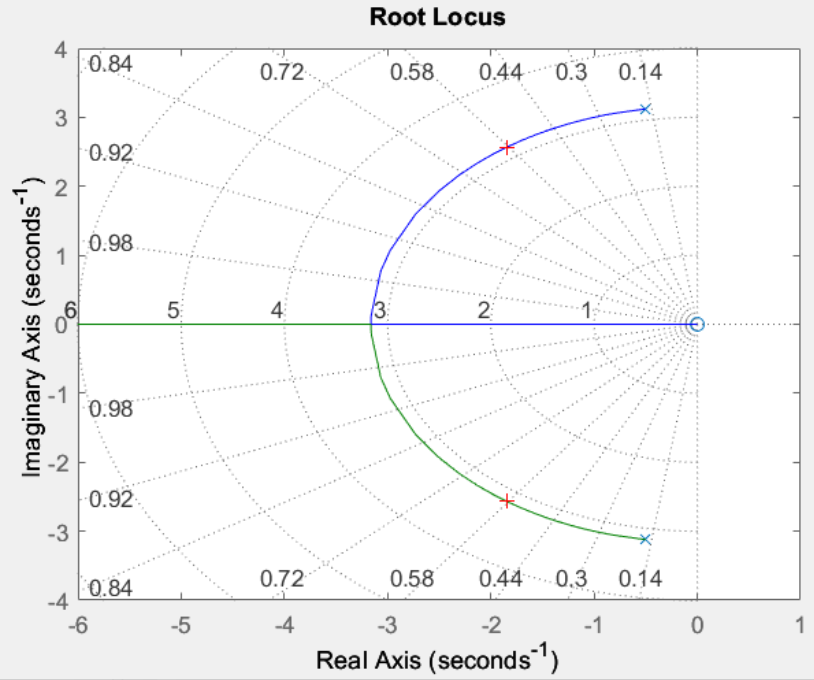 Root Locus
4
0.84 0.72 0.58 0.44 0.3 0.14
3
0.92
2
0.98
1
6 5 4 3 2 1
0
-1
0.98
-2
0.92
-3
0.84 0.72 0.58 0.44 0.3 0.14
-4
-6 -5 -4 -3 -2 -1 0 1
Real Axis (seconds-1)
Imaginary Axis (seconds-1)